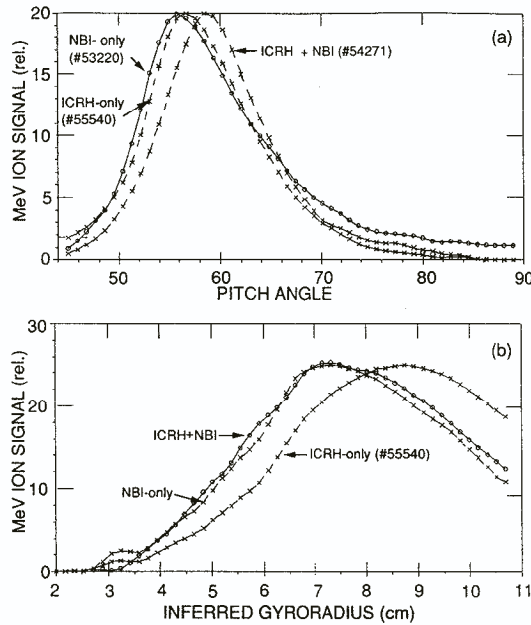 MeV ION SIGNAL (rel.)
20
15
10
5
0
(a)
NBI- only
(#53220)
ICRH + NBI (#54271)
ICRH-only
(#55540)
50 60 70 80 90
PITCH ANGLE
MeV ION SIGNAL (rel.)
30
20
10
0
(b)
ICRH+NBI
ICRH-only (#55540)
NBI-only
2 3 4 5 6 7 8 9 10 11
INFERRED GYRORADIUS (cm)